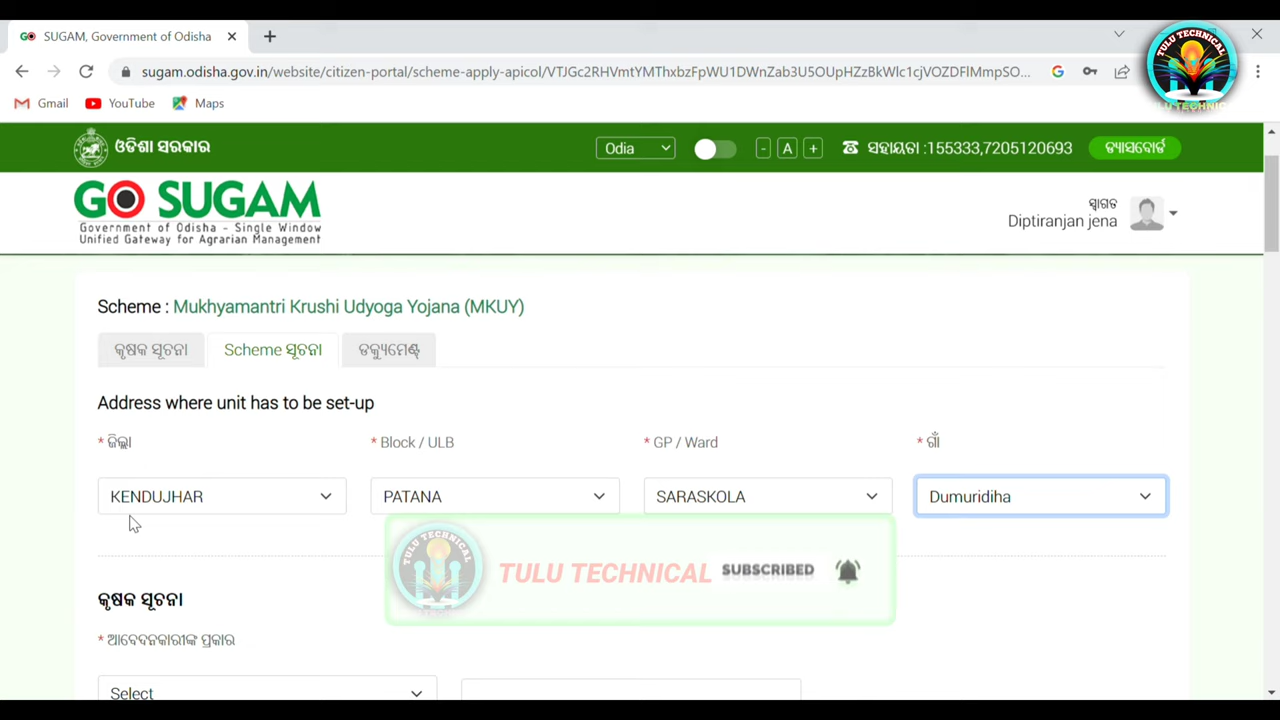 SUGAM, Government of Odisha
TULU TECHNICAL
sugam.odisha.gov.in/website/citizen-portal/scheme-apply-apicol/VTJGc2RHVmtYMThxbzFpWU1DWnZab3U5OUpHZzBkWlc1cjVOZDFlMmpSO...
Gmail YouTube Maps
ଓଡିଶା ସରକାର Odia - A + ସହାୟତା :155333,7205120693 ଡ୍ୟାସବୋର୍ଡ
GO SUGAM
Government of Odisha - Single Window
Unified Gateway for Agrarian Management
ସ୍ୱାଗତ
Diptiranjan jena
Scheme : Mukhyamantri Krushi Udyoga Yojana (MKUY)
କୃଷକ ସୂଚନା Scheme ସୂଚନା ଡକ୍ୟୁମେଣ୍ଟ
Address where unit has to be set-up
* ଜିଲ୍ଲା * Block / ULB * GP / Ward * ଗାଁ
KENDUJHAR PATANA SARASKOLA Dumuridiha
TULU TECHNICAL
TULU TECHNICAL SUBSCRIBED
କୃଷକ ସୂଚନା
* ଆବେଦନକାରୀଙ୍କ ପ୍ରକାର
Select